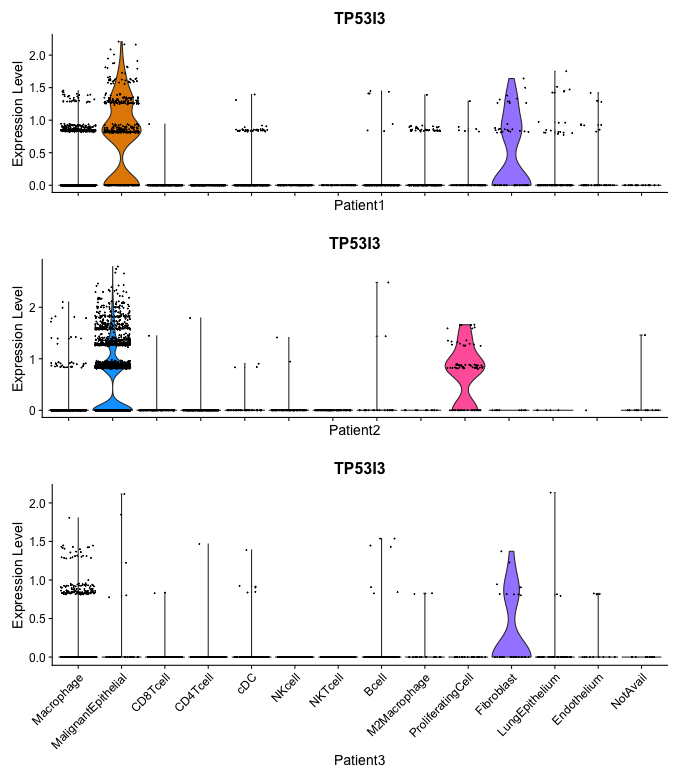 TP53I3
Expression Level
2.0
1.5
1.0
0.5
0.0
Patient1
TP53I3
Expression Level
2
1
0
Patient2
TP53I3
Expression Level
2.0
1.5
1.0
0.5
0.0
Macrophage
MalignantEpithelial
CD8Tcell
CD4Tcell
cDC
NKcell
NKTcell
Bcell
M2Macrophage
ProliferatingCell
Fibroblast
LungEpithelium
Endothelium
NotAvail
Patient3